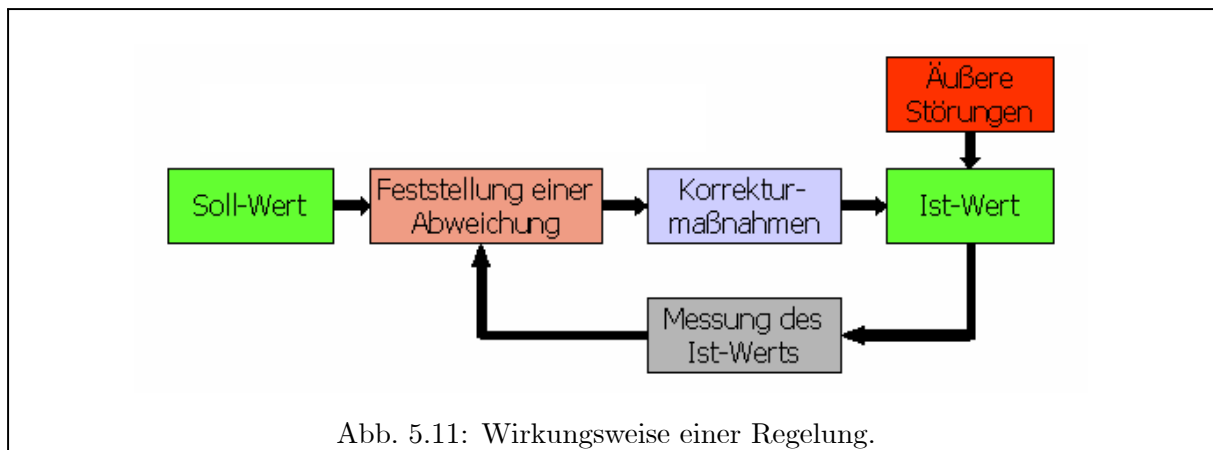 Äußere
Störungen
Soll-Wert
Feststellung einer
Abweichung
Korrektur-
maßnahmen
Ist-Wert
Messung des
Ist-Werts
Abb. 5.11: Wirkungsweise einer Regelung.